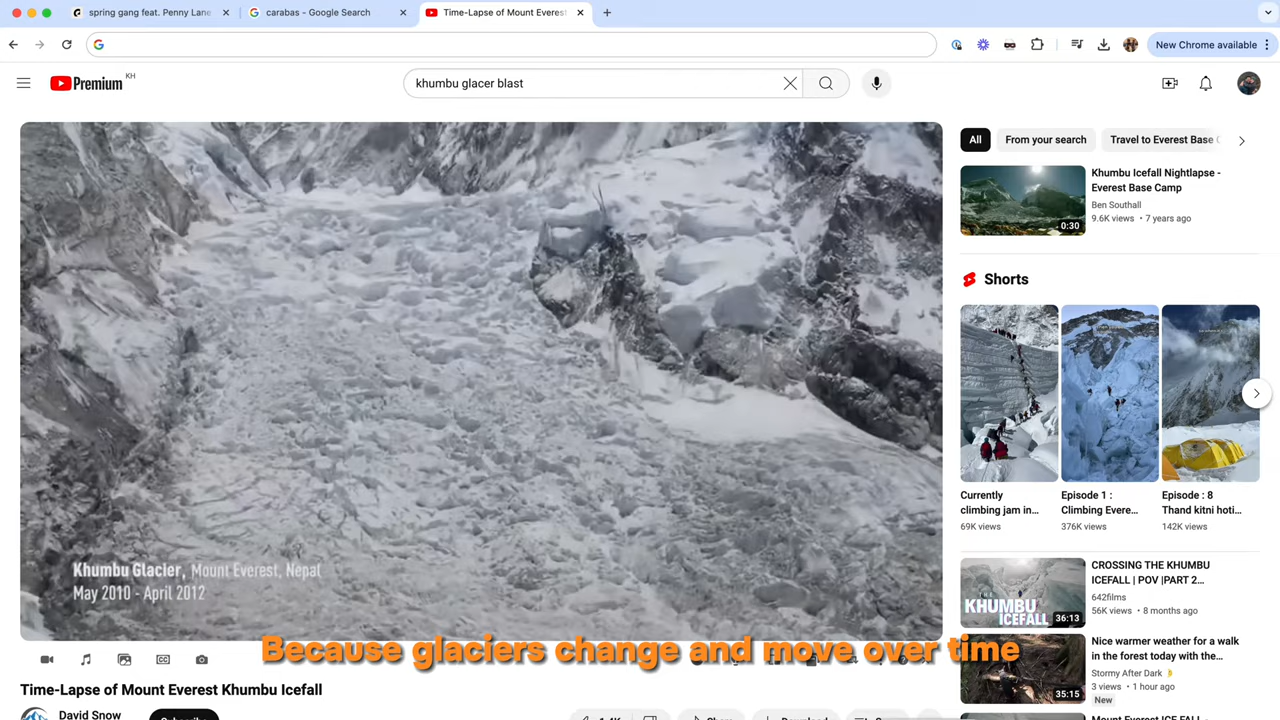 spring gang feat. Penny Lane
carabas - Google Search
Time-Lapse of Mount Everest
New Chrome available
Premium KH
khumbu glacer blast
Khumbu Glacier, Mount Everest, Nepal
May 2010 - April 2012
Because glaciers change and move over time
Time-Lapse of Mount Everest Khumbu Icefall
David Snow
All
From your search
Travel to Everest Base
Khumbu Icefall Nightlapse -
Everest Base Camp
Ben Southall
9.6K views • 7 years ago
0:30
Shorts
Currently
climbing jam in...
69K views
Episode 1 :
Climbing Evere...
376K views
Episode : 8
Thand kitni hoti...
142K views
THE
KHUMBU
ICEFALL
36:13
CROSSING THE KHUMBU
ICEFALL | POV |PART 2...
642films
56K views • 8 months ago
35:15
Nice warmer weather for a walk
in the forest today with the...
Stormy After Dark
3 views • 1 hour ago
New